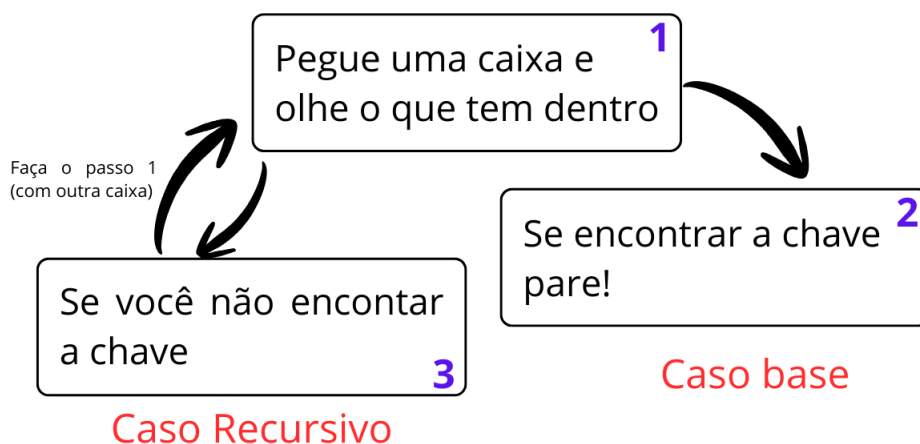 1
Pegue uma caixa e
olhe o que tem dentro
Faça o passo 1
(com outra caixa)
2
Se encontrar a chave
pare!
Se você não encontar
a chave
3
Caso base
Caso Recursivo